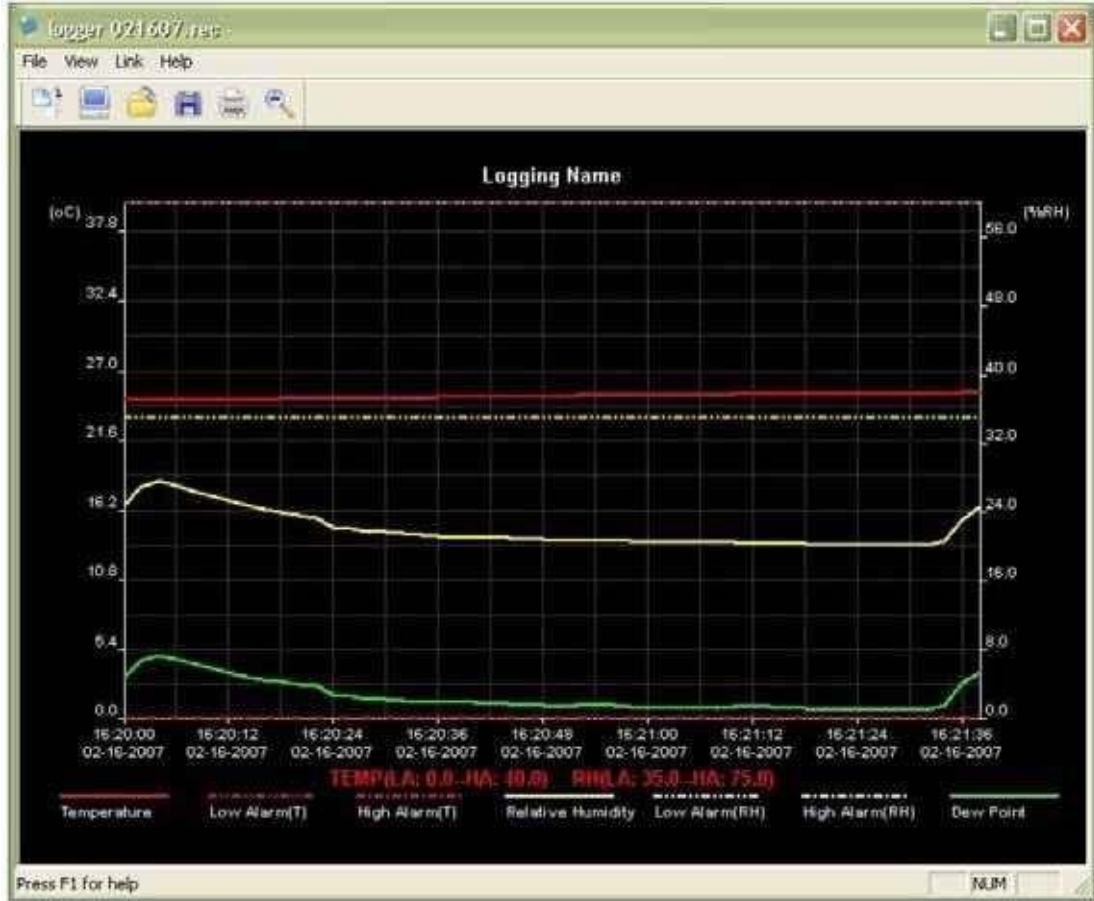 logger 021607.rec -
File View Link Help
Logging Name
(oC)
(%RH)
37.8
56.0
32.4
48.0
27.0
40.0
21.6
32.0
16.2
24.0
10.8
16.0
5.4
8.0
0.0
0.0
16:20:00 16:20:12 16:20:24 16:20:36 16:20:48 16:21:00 16:21:12 16:21:24 16:21:36
02-16-2007 02-16-2007 02-16-2007 02-16-2007 02-16-2007 02-16-2007 02-16-2007 02-16-2007 02-16-2007
TEMP(LA: 0.0--HA: 40.0) RH(LA: 35.0--HA: 75.0)
Temperature Low Alarm(T) High Alarm(T) Relative Humidity Low Alarm(RH) High Alarm(RH) Dew Point
Press F1 for help
NUM